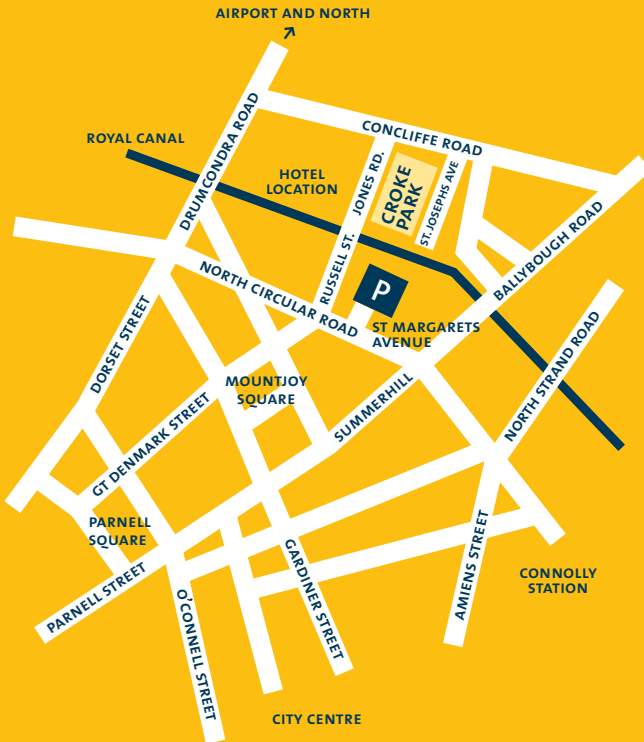 AIRPORT AND NORTH
DRUMCONDRA ROAD
CONCLIFFE ROAD
ROYAL CANAL
HOTEL
LOCATION
JONES RD.
CROKE
PARK
ST. JOSEPHS AVE
RUSSELL ST.
BALLYBOUGH ROAD
NORTH CIRCULAR ROAD
P
ST MARGARETS
AVENUE
DORSET STREET
NORTH STRAND ROAD
MOUNTJOY
SQUARE
SUMMERHILL
GT DENMARK STREET
PARNELL
SQUARE
GARDINER STREET
AMIENS STREET
CONNOLLY
STATION
PARNELL STREET
O'CONNELL STREET
CITY CENTRE